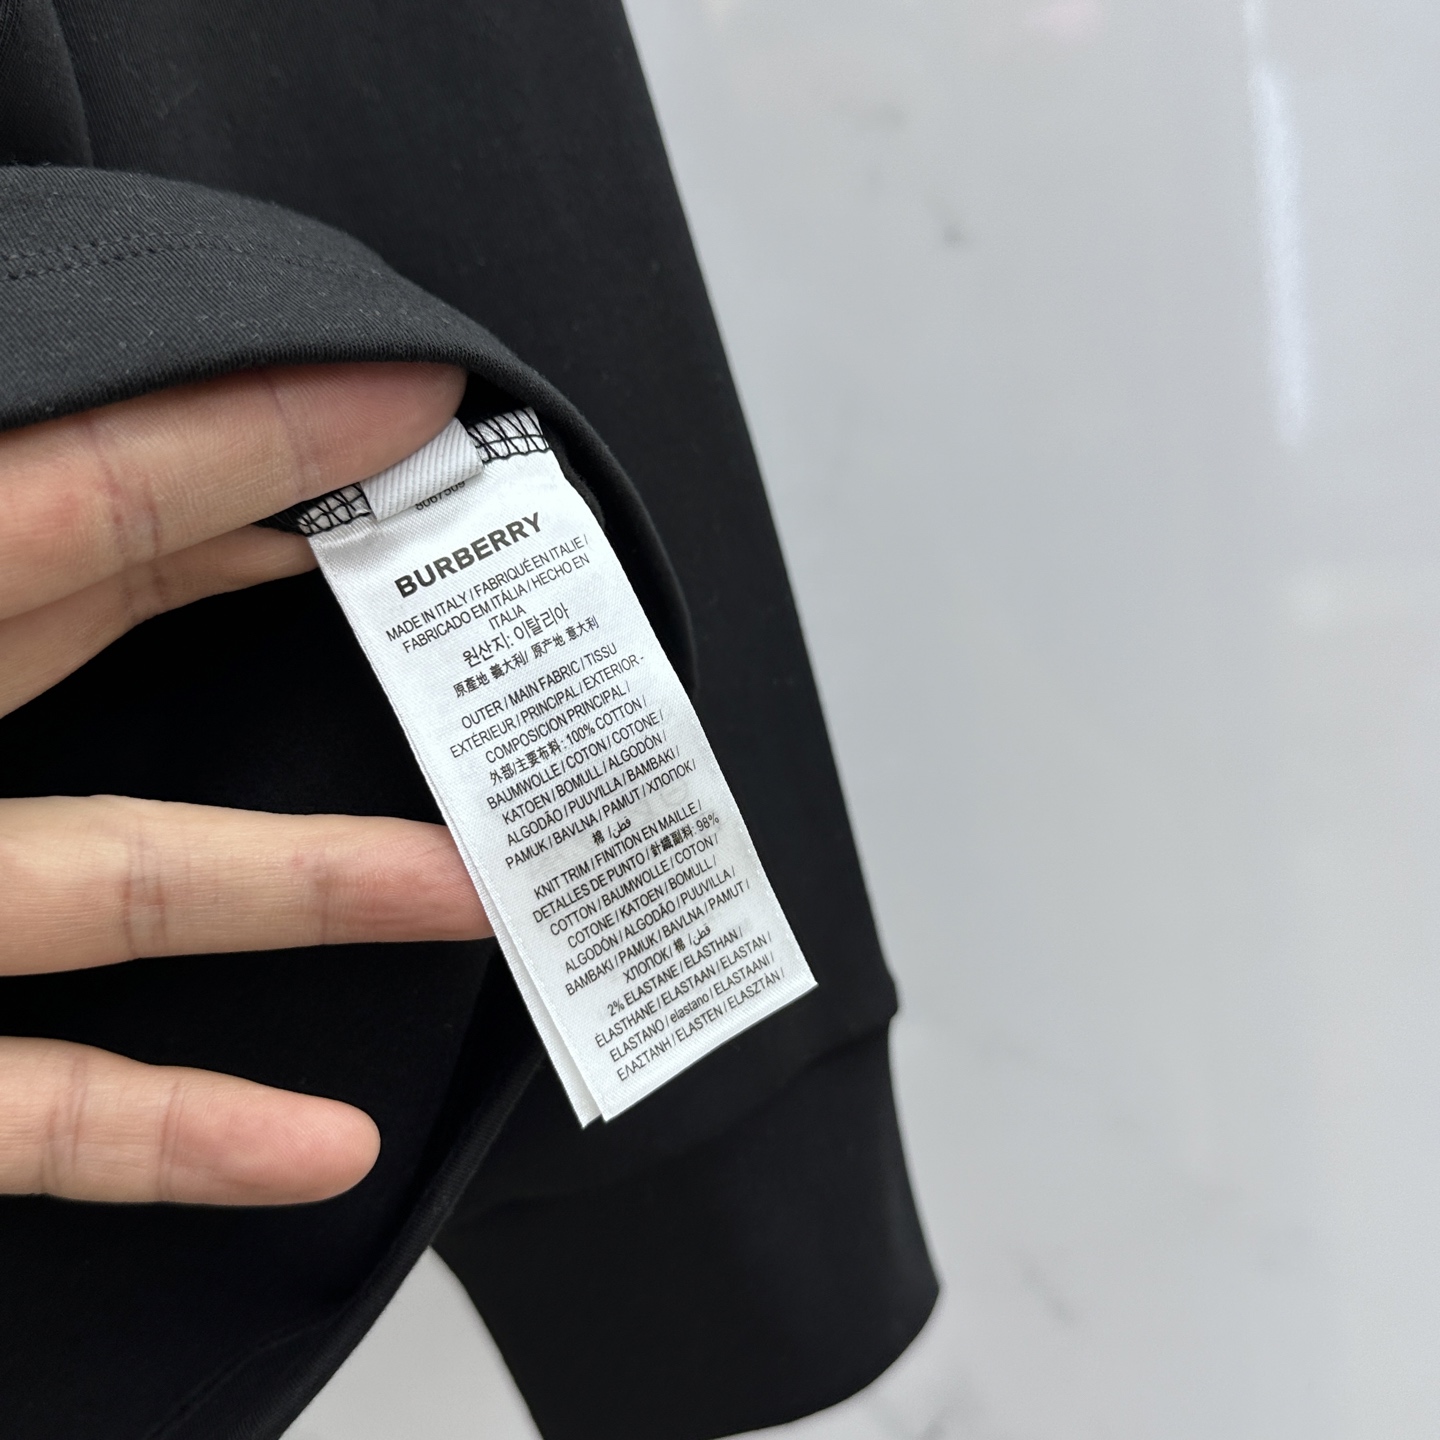 8067509
BURBERRY
MADE IN ITALY / FABRIQUÉ EN ITALIE /
FABRICADO EM ITÁLIA / HECHO EN
ITALIA
원산지: 이탈리아
原產地 義大利/ 原产地 意大利
OUTER / MAIN FABRIC / TISSU
EXTÉRIEUR / PRINCIPAL / EXTERIOR -
COMPOSICION PRINCIPAL /
外部/主要布料: 100% COTTON /
BAUMWOLLE / COTON / COTONE /
KATOEN / BOMULL / ALGODÓN /
ALGODÃO / PUUVILLA / BAMBAKI /
PAMUK / BAVLNA / PAMUT / ХЛОПОК /
棉 / قطن
KNIT TRIM / FINITION EN MAILLE /
DETALLES DE PUNTO / 針織副料: 98%
COTTON / BAUMWOLLE / COTON /
COTONE / KATOEN / BOMULL /
ALGODÓN / ALGODÃO / PUUVILLA /
BAMBAKI / PAMUK / BAVLNA / PAMUT /
ХЛОПОК / 棉 / قطن
2% ELASTANE / ELASTHAN /
ÉLASTHANE / ELASTAAN / ELASTAN /
ELASTANO / elastano / ELASTAANI /
ΕΛΑΣΤΑΝΗ / ELASTEN / ELASZTÁN /